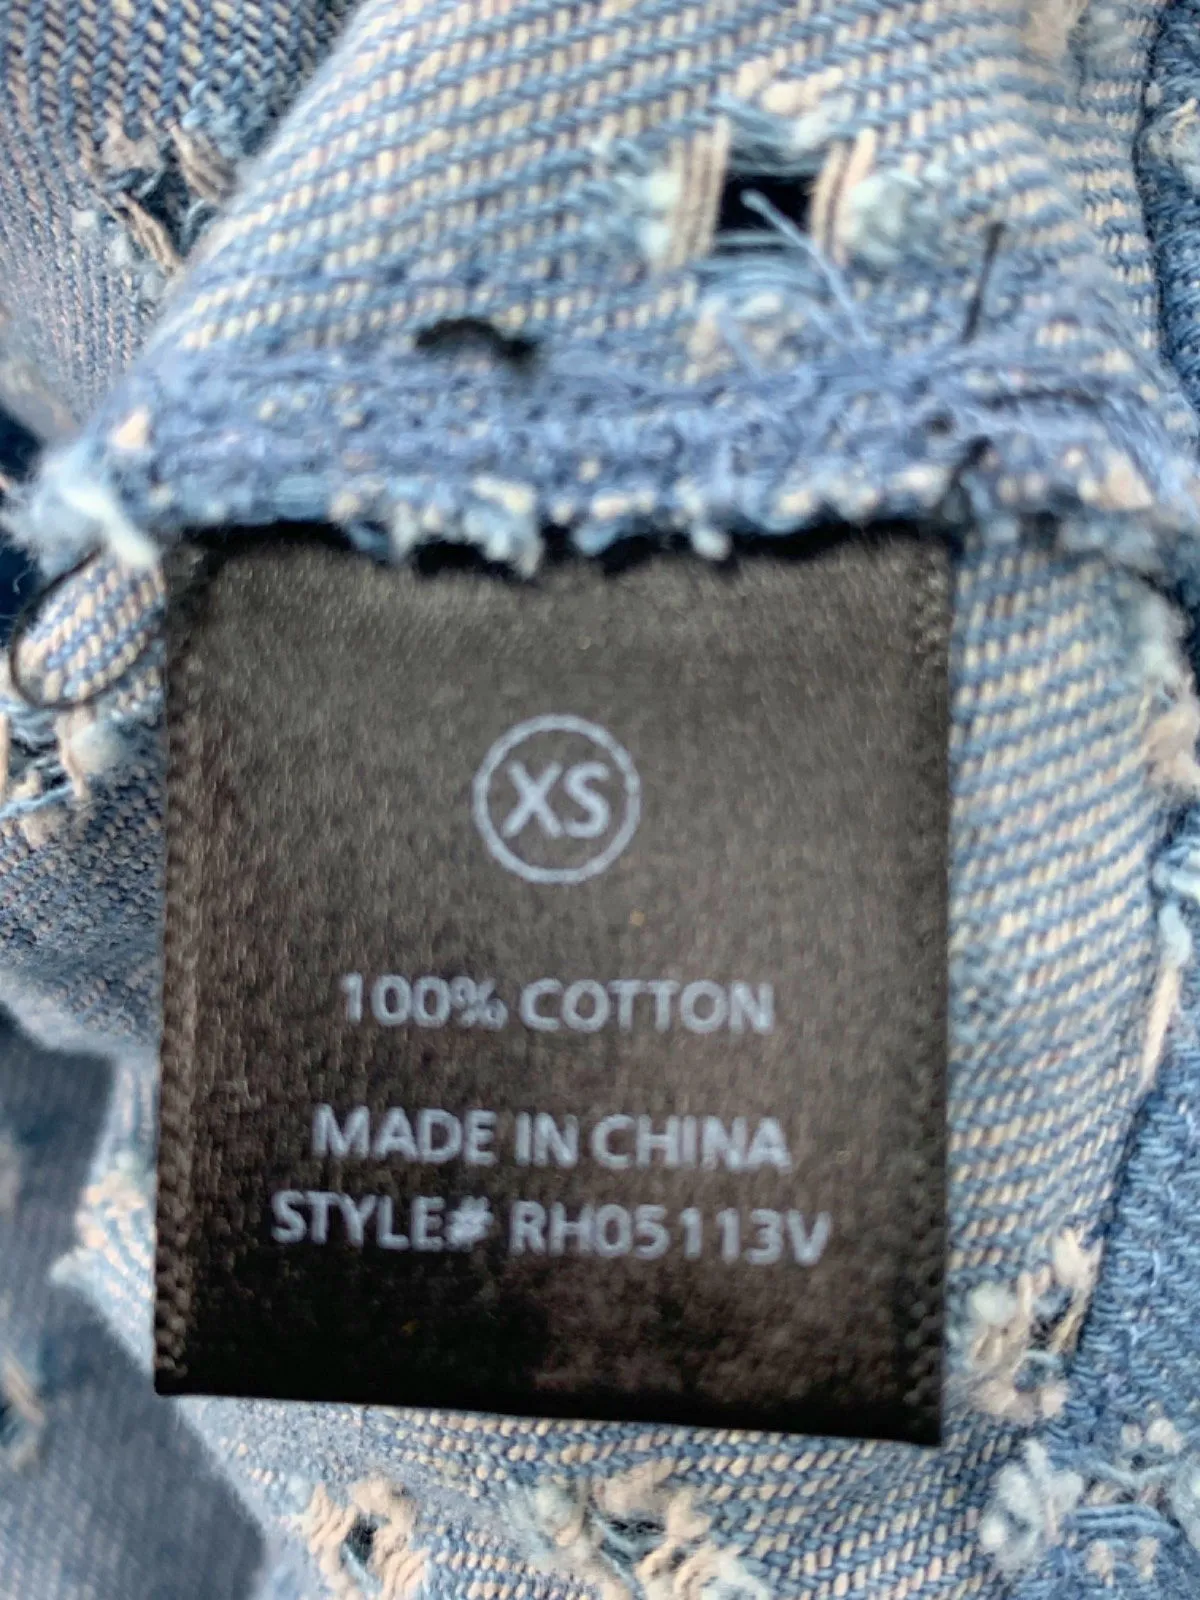 XS
100% COTTON
MADE IN CHINA
STYLE# RH05113V